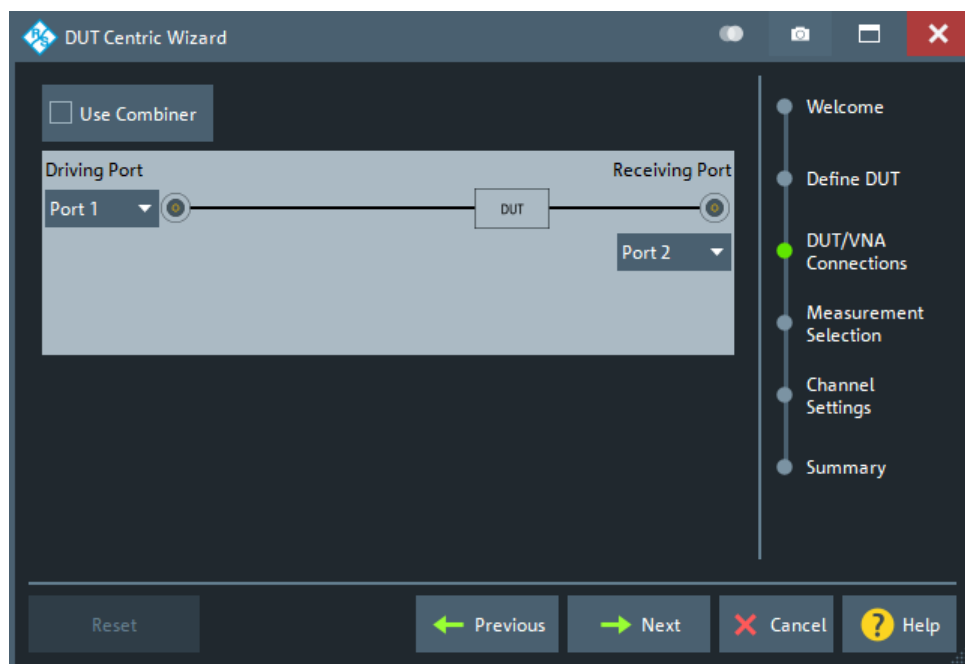 DUT Centric Wizard
Use Combiner
Driving Port
Receiving Port
Port 1
DUT
Port 2
Welcome
Define DUT
DUT/VNA
Connections
Measurement
Selection
Channel
Settings
Summary
Reset
Previous
Next
Cancel
? Help